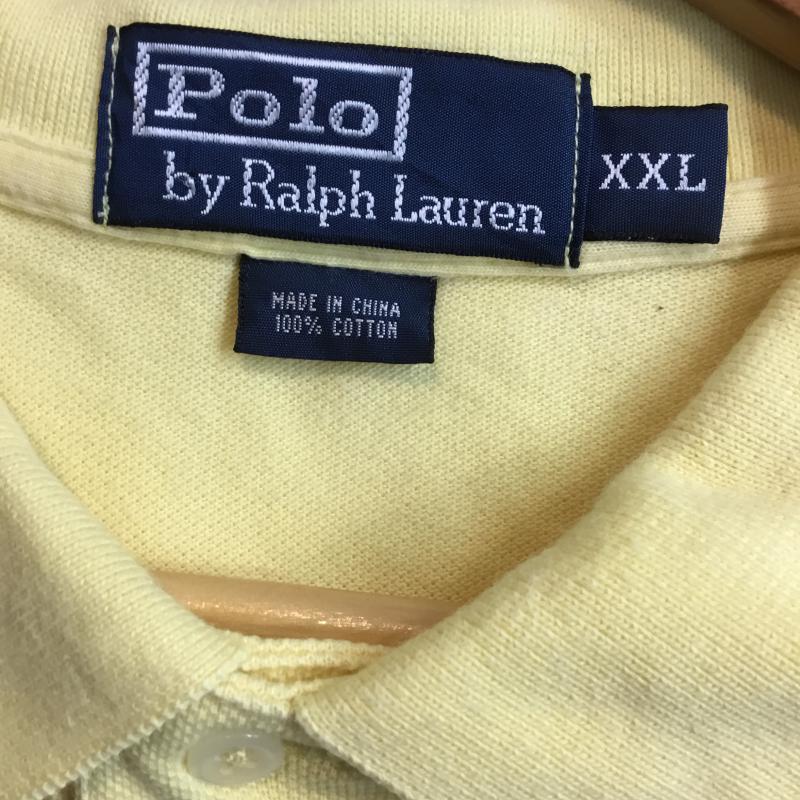 Polo
by Ralph Lauren
XXL
MADE IN CHINA
100% COTTON